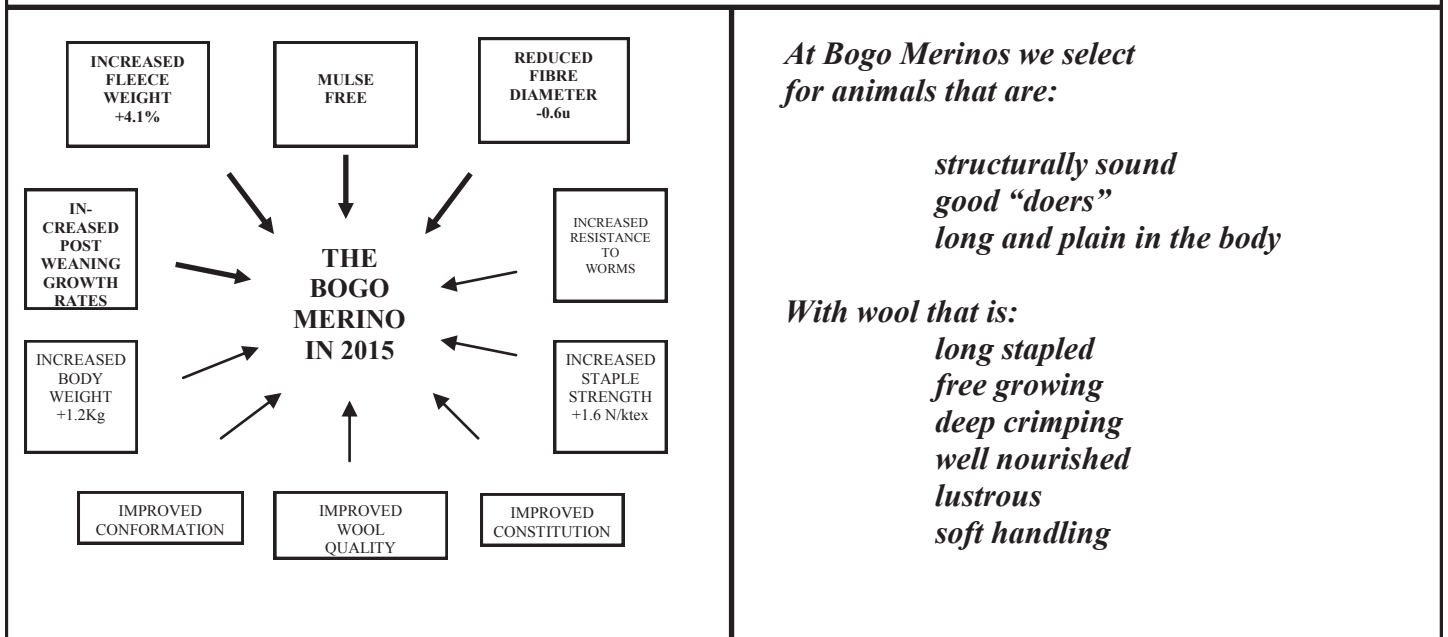 INCREASED
FLEECE
WEIGHT
+4.1%
MULSE
FREE
REDUCED
FIBRE
DIAMETER
-0.6u
IN-
CREASED
POST
WEANING
GROWTH
RATES
INCREASED
RESISTANCE
TO
WORMS
THE
BOGO
MERINO
IN 2015
INCREASED
BODY
WEIGHT
+1.2Kg
INCREASED
STAPLE
STRENGTH
+1.6 N/ktex
IMPROVED
CONFORMATION
IMPROVED
WOOL
QUALITY
IMPROVED
CONSTITUTION
At Bogo Merinos we select
for animals that are:
structurally sound
good “doers”
long and plain in the body
With wool that is:
long stapled
free growing
deep crimping
well nourished
lustrous
soft handling